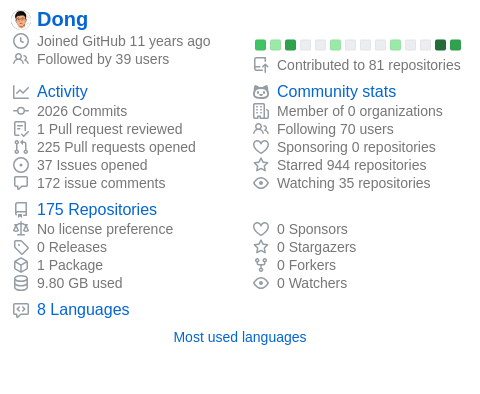 Dong
Joined GitHub 11 years ago
Followed by 39 users
Contributed to 81 repositories
Activity
2026 Commits
1 Pull request reviewed
225 Pull requests opened
37 Issues opened
172 issue comments
Community stats
Member of 0 organizations
Following 70 users
Sponsoring 0 repositories
Starred 944 repositories
Watching 35 repositories
175 Repositories
No license preference
0 Releases
1 Package
9.80 GB used
0 Sponsors
0 Stargazers
0 Forkers
0 Watchers
8 Languages
Most used languages